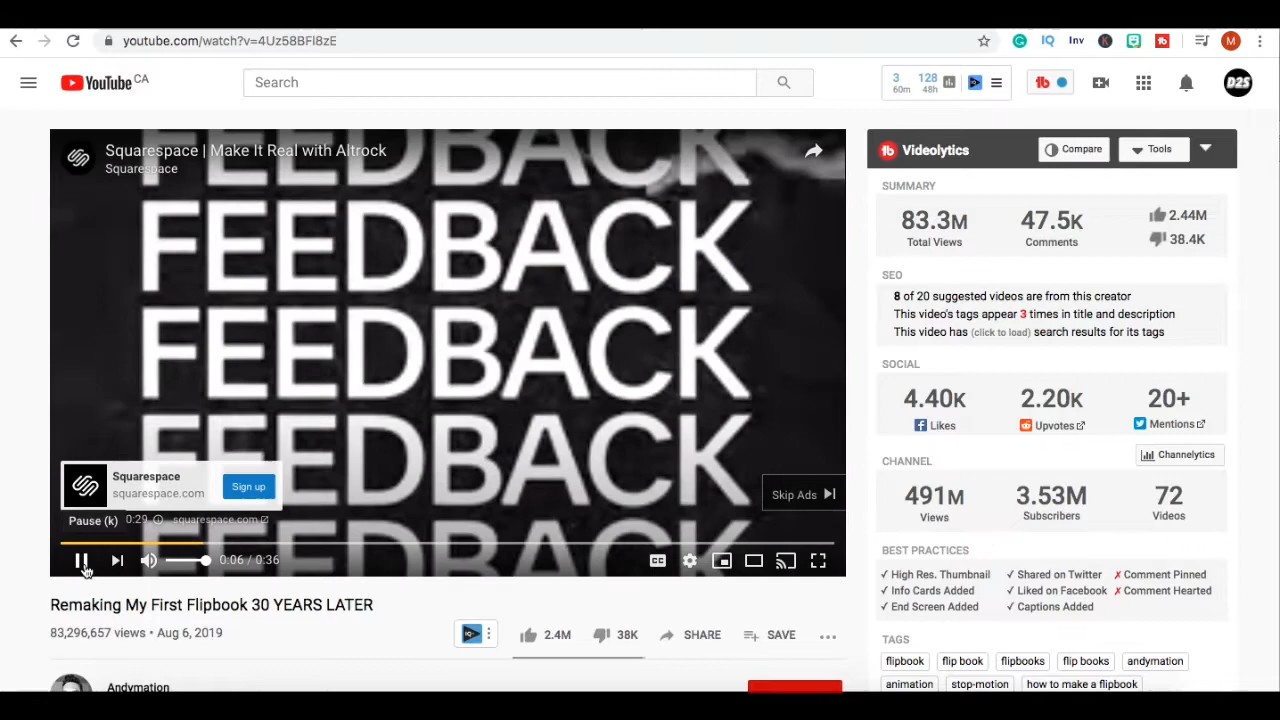 youtube.com/watch?v=4Uz58BFl8zE
IQ
Inv
K
M
YouTube CA
Search
3 60m
128 48h
tb
D2S
Squarespace | Make It Real with Altrock
Squarespace
FEEDBACK
FEEDBACK
FEEDBACK
FEEDBACK
FEEDBACK
Squarespace
squarespace.com
Sign up
Skip Ads
Pause (k)
0:29
squarespace.com
0:06 / 0:36
CC
Remaking My First Flipbook 30 YEARS LATER
83,296,657 views • Aug 6, 2019
IQ
2.4M
38K
SHARE
SAVE
Andymation
tb Videolytics
Compare
Tools
SUMMARY
83.3M
Total Views
47.5K
Comments
2.44M
38.4K
SEO
8 of 20 suggested videos are from this creator
This video's tags appear 3 times in title and description
This video has (click to load) search results for its tags
SOCIAL
4.40K
Likes
2.20K
Upvotes
20+
Mentions
CHANNEL
Channelytics
491M
Views
3.53M
Subscribers
72
Videos
BEST PRACTICES
✓ High Res. Thumbnail ✓ Shared on Twitter ✗ Comment Pinned
✓ Info Cards Added ✓ Liked on Facebook ✗ Comment Hearted
✓ End Screen Added ✓ Captions Added
TAGS
flipbook flip book flipbooks flip books andymation
animation stop-motion how to make a flipbook